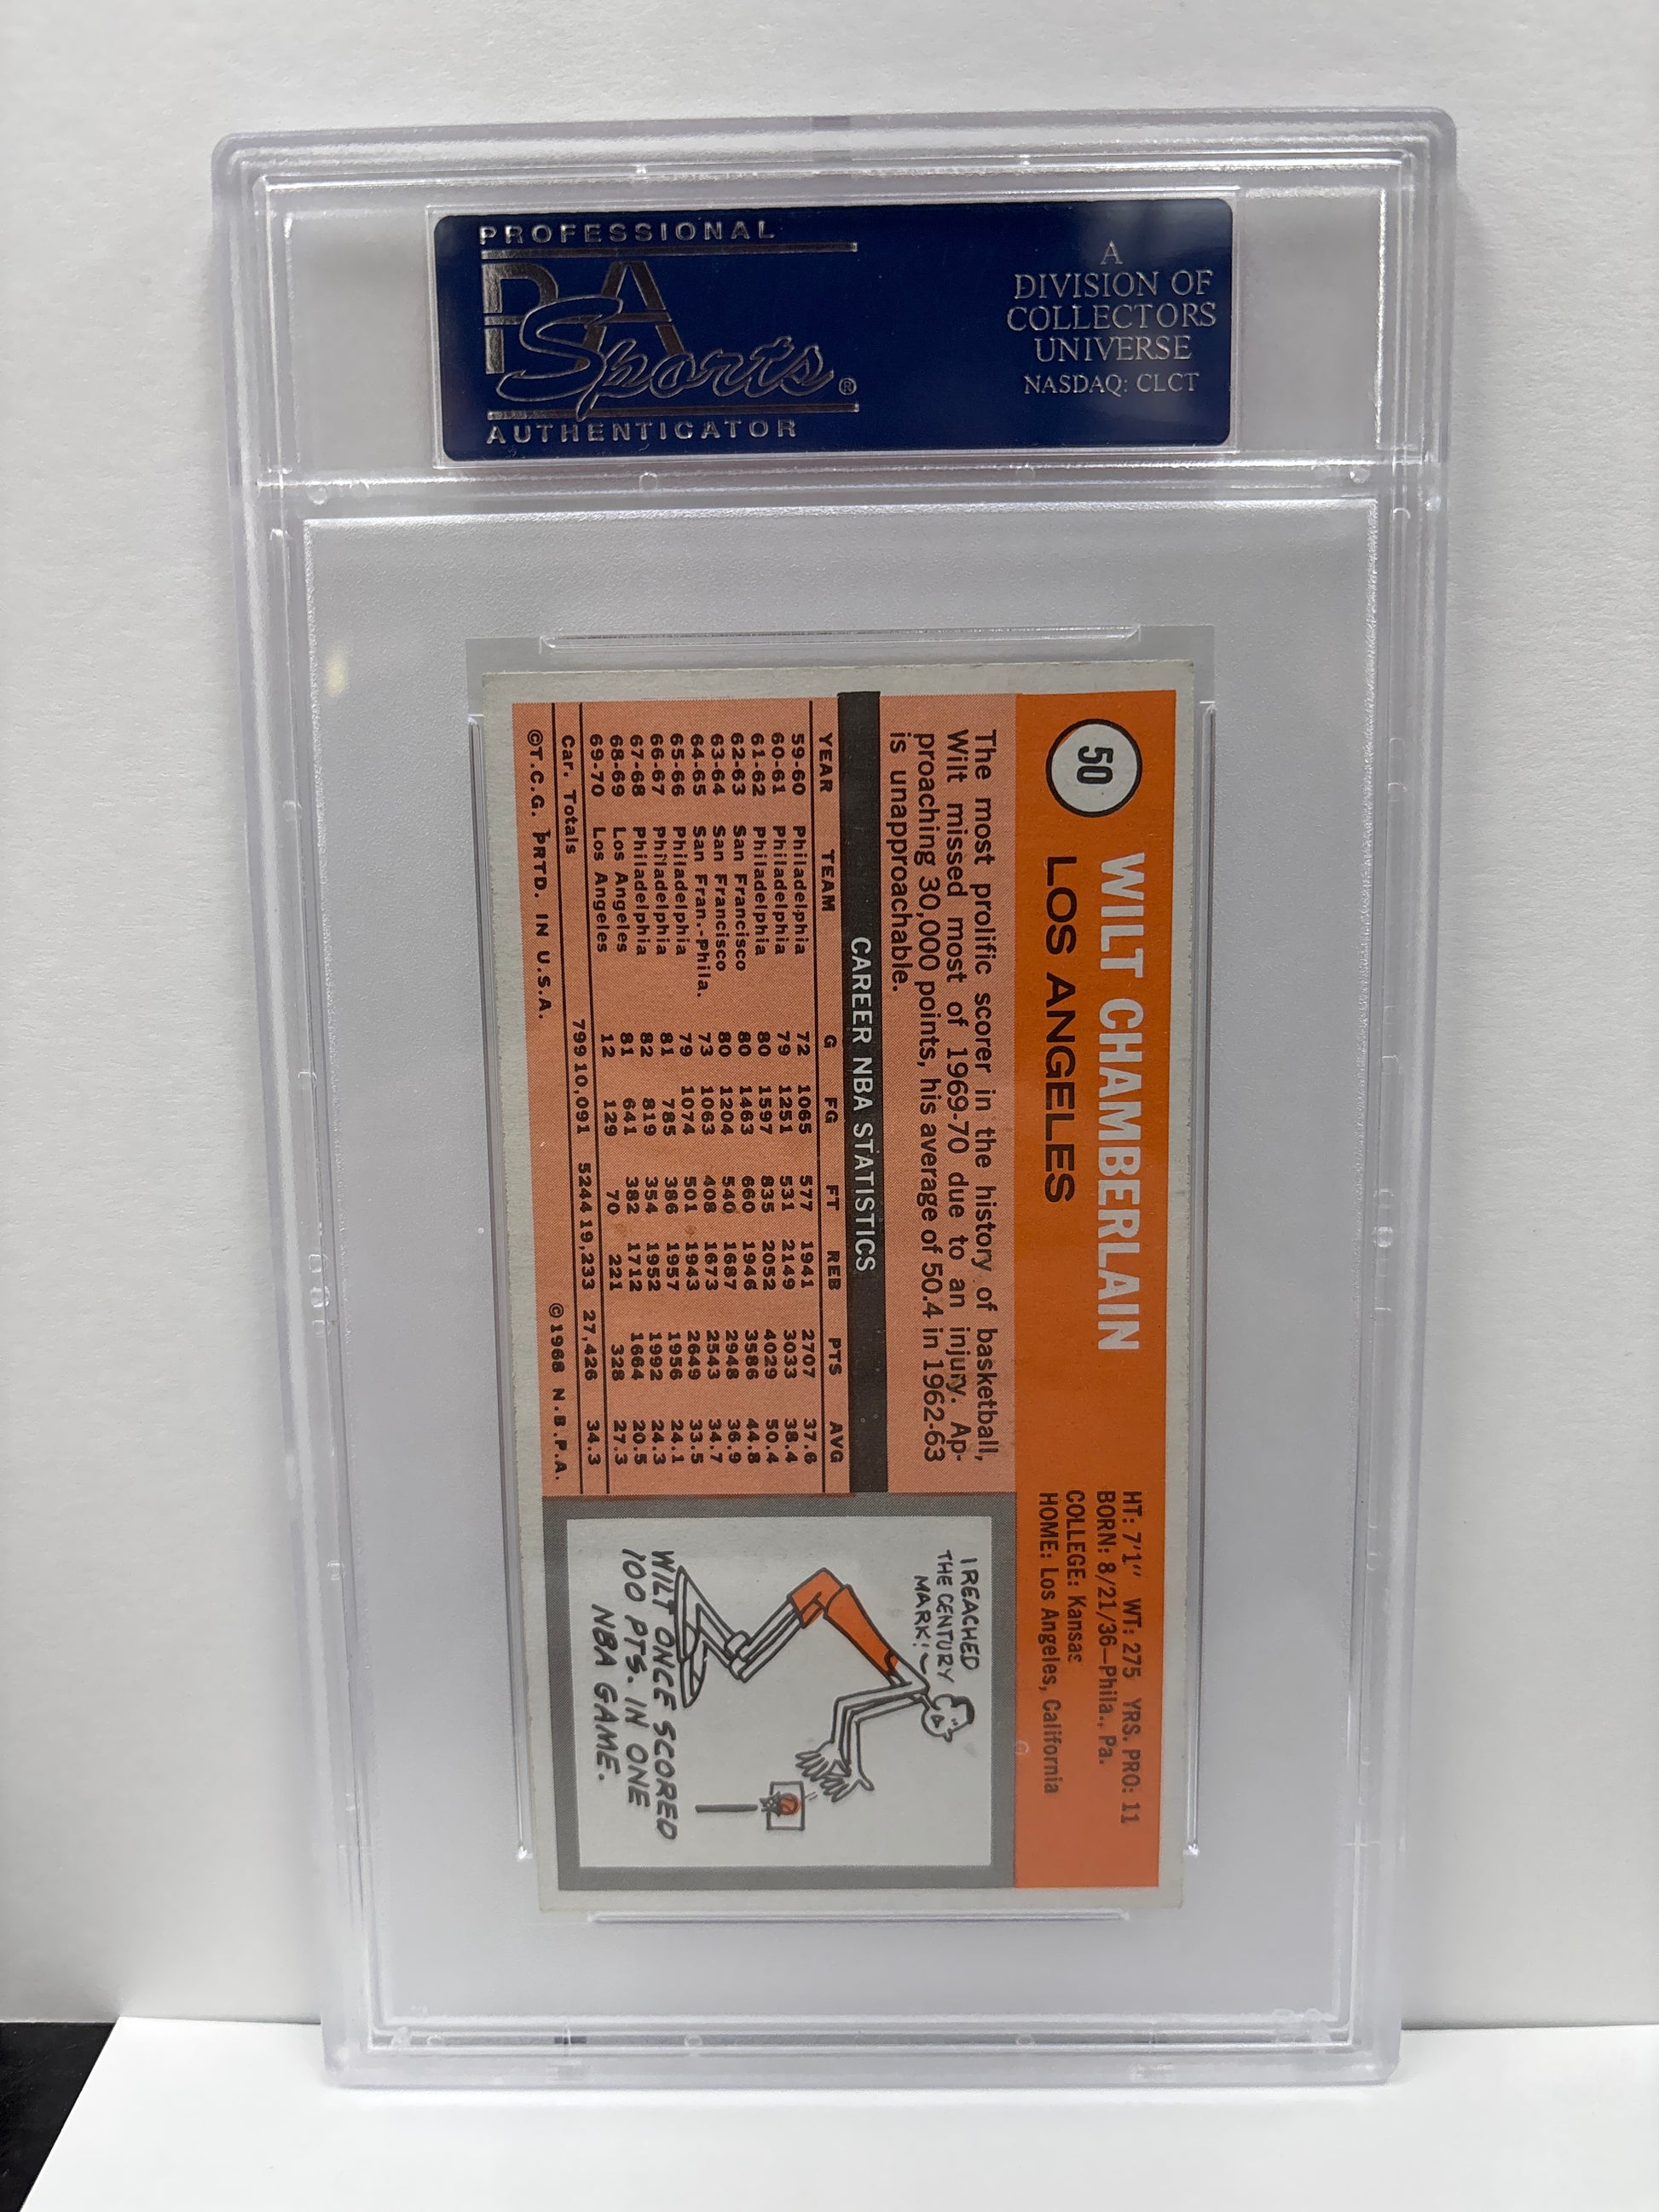 PROFESSIONAL
PSA
Sports®
AUTHENTICATOR
A
DIVISION OF
COLLECTORS
UNIVERSE
NASDAQ: CLCT
50
WILT CHAMBERLAIN
LOS ANGELES
HT: 7'1" WT: 275 YRS. PRO: 11
BORN: 8/21/36—Phila., Pa.
COLLEGE: Kansas
HOME: Los Angeles, California
The most prolific scorer in the history of basketball,
Wilt missed most of 1969-70 due to an injury. Ap-
proaching 30,000 points, his average of 50.4 in 1962-63
is unapproachable.
CAREER NBA STATISTICS
YEAR TEAM G FG FT REB PTS AVG
59-60 Philadelphia 72 1065 577 1941 2707 37.6
60-61 Philadelphia 79 1251 531 2149 3033 38.4
61-62 Philadelphia 80 1597 835 2052 4029 50.4
62-63 San Francisco 80 1463 660 1946 3586 44.8
63-64 San Francisco 80 1204 540 1687 2948 36.9
64-65 San Fran.-Phila. 73 1063 408 1673 2543 34.7
65-66 Philadelphia 79 1074 501 1943 2649 33.5
66-67 Philadelphia 81 785 386 1957 1956 24.1
67-68 Philadelphia 82 819 354 1952 1992 24.3
68-69 Los Angeles 81 641 382 1712 1664 20.5
69-70 Los Angeles 12 129 70 221 328 27.3
Car. Totals 799 10,091 5244 19,233 27,426 34.3
©T.C.G. PRTD. IN U.S.A.
©1968 N.B.P.A.
I REACHED
THE CENTURY
MARK!
WILT ONCE SCORED
100 PTS. IN ONE
NBA GAME.